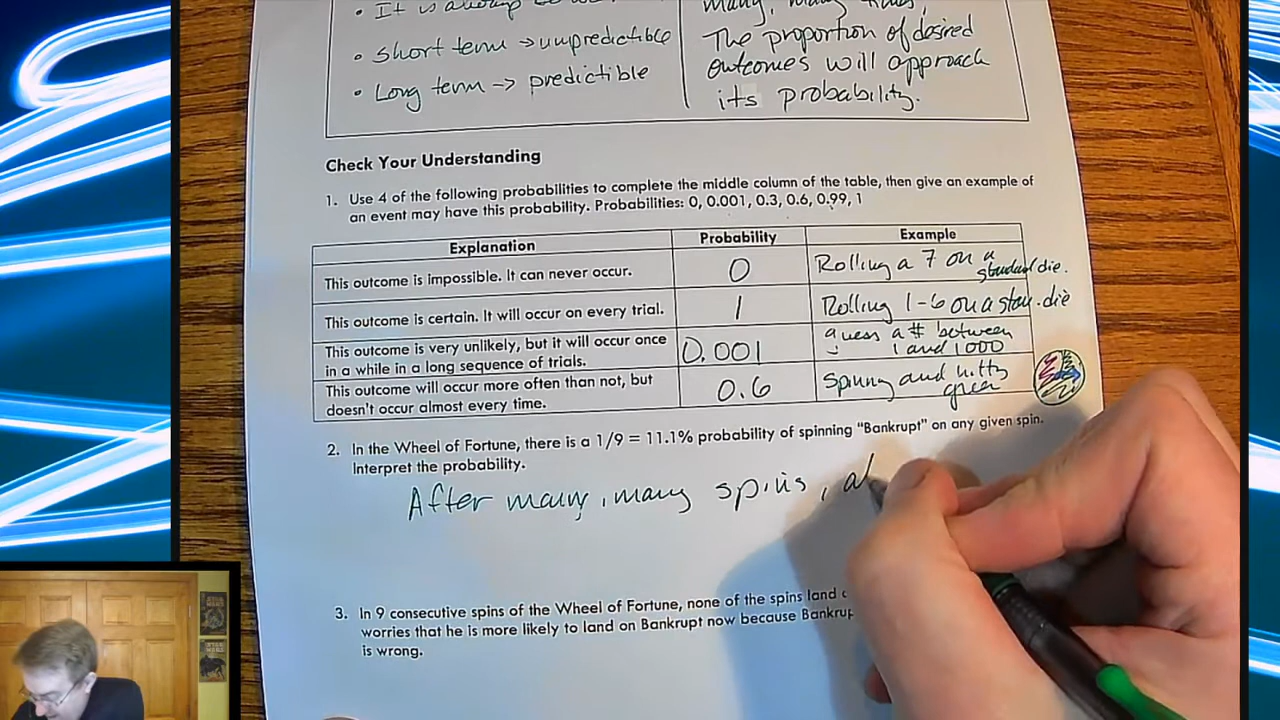 • It is
many, many
• short term → unpredictible
The proportion of desired
• Long term → predictible
outcomes will approach
its probability.
Check Your Understanding
1. Use 4 of the following probabilities to complete the middle column of the table, then give an example of
an event may have this probability. Probabilities: 0, 0.001, 0.3, 0.6, 0.99, 1
Explanation Probability Example
This outcome is impossible. It can never occur. 0 Rolling a 7 on a
standard die.
This outcome is certain. It will occur on every trial. 1 Rolling 1-6 on a stan. die
This outcome is very unlikely, but it will occur once 0.001 guess a # between
in a while in a long sequence of trials. 1 and 1000
This outcome will occur more often than not, but 0.6 Spinning and hitting
doesn't occur almost every time. green
2. In the Wheel of Fortune, there is a 1/9 = 11.1% probability of spinning "Bankrupt" on any given spin.
Interpret the probability.
After many, many spins,
3. In 9 consecutive spins of the Wheel of Fortune, none of the spins land
worries that he is more likely to land on Bankrupt now because Bankrup
is wrong.
STAR
WARS
STAR
WARS